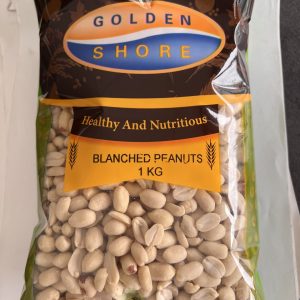 GOLDEN
SHORE
Healthy And Nutritious
BLANCHED PEANUTS
1 KG